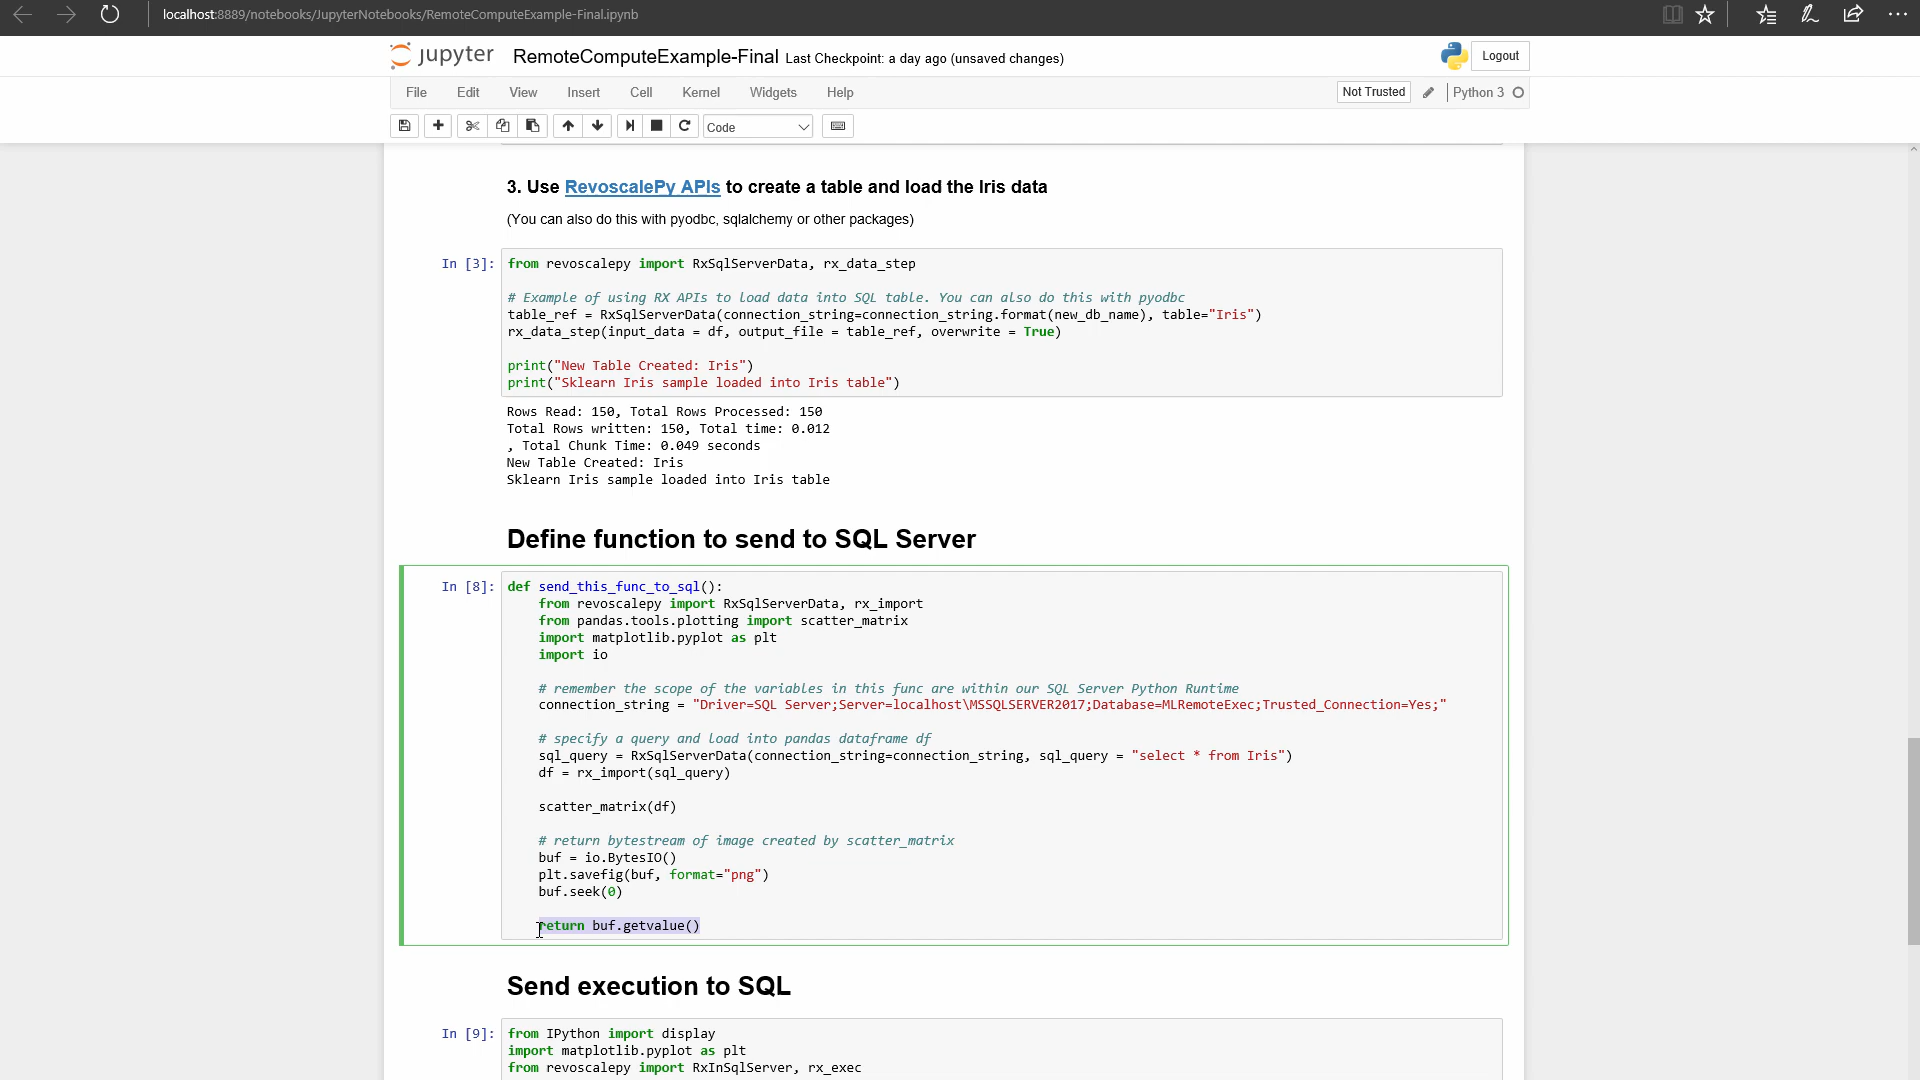 localhost:8889/notebooks/JupyterNotebooks/RemoteComputeExample-Final.ipynb
jupyter RemoteComputeExample-Final Last Checkpoint: a day ago (unsaved changes) Logout
File Edit View Insert Cell Kernel Widgets Help Not Trusted Python 3
Code
3. Use RevoscalePy APIs to create a table and load the Iris data
(You can also do this with pyodbc, sqlalchemy or other packages)
In [3]: from revoscalepy import RxSqlServerData, rx_data_step
# Example of using RX APIs to load data into SQL table. You can also do this with pyodbc
table_ref = RxSqlServerData(connection_string=connection_string.format(new_db_name), table="Iris")
rx_data_step(input_data = df, output_file = table_ref, overwrite = True)
print("New Table Created: Iris")
print("Sklearn Iris sample loaded into Iris table")
Rows Read: 150, Total Rows Processed: 150
Total Rows written: 150, Total time: 0.012
, Total Chunk Time: 0.049 seconds
New Table Created: Iris
Sklearn Iris sample loaded into Iris table
Define function to send to SQL Server
In [8]: def send_this_func_to_sql():
from revoscalepy import RxSqlServerData, rx_import
from pandas.tools.plotting import scatter_matrix
import matplotlib.pyplot as plt
import io
# remember the scope of the variables in this func are within our SQL Server Python Runtime
connection_string = "Driver=SQL Server;Server=localhost\MSSQLSERVER2017;Database=MLRemoteExec;Trusted_Connection=Yes;"
# specify a query and load into pandas dataframe df
sql_query = RxSqlServerData(connection_string=connection_string, sql_query = "select * from Iris")
df = rx_import(sql_query)
scatter_matrix(df)
# return bytestream of image created by scatter_matrix
buf = io.BytesIO()
plt.savefig(buf, format="png")
buf.seek(0)
return buf.getvalue()
Send execution to SQL
In [9]: from IPython import display
import matplotlib.pyplot as plt
from revoscalepy import RxInSqlServer, rx_exec